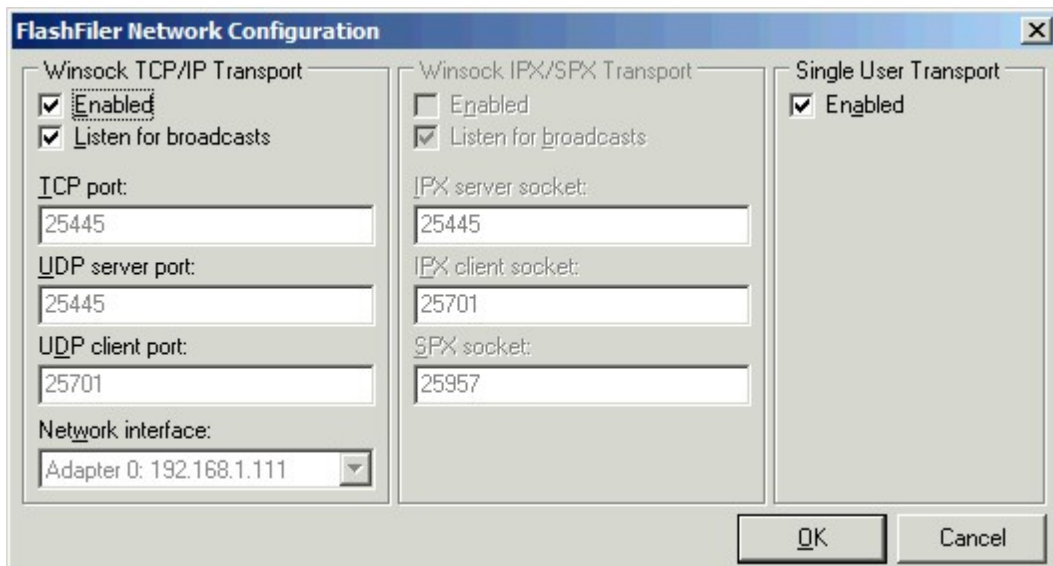 FlashFiler Network Configuration
Winsock TCP/IP Transport
Enabled
Listen for broadcasts
TCP port:
25445
UDP server port:
25445
UDP client port:
25701
Network interface:
Adapter 0: 192.168.1.111
Winsock IPX/SPX Transport
Enabled
Listen for broadcasts
IPX server socket:
25445
IPX client socket:
25701
SPX socket:
25957
Single User Transport
Enabled
OK
Cancel